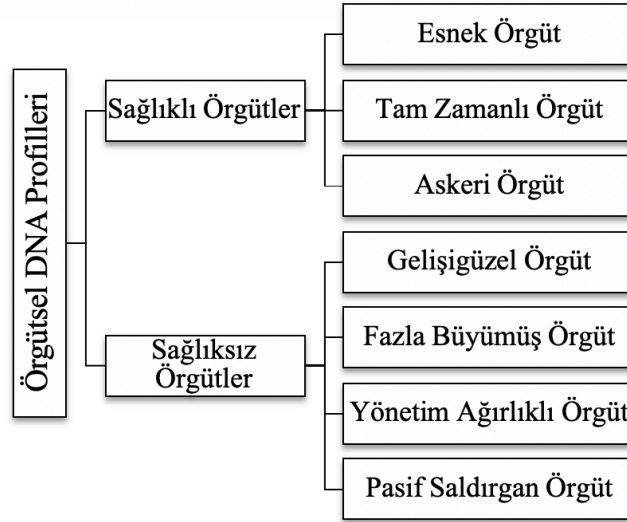 Örgütsel DNA Profilleri
Sağlıklı Örgütler
Esnek Örgüt
Tam Zamanlı Örgüt
Askeri Örgüt
Sağlıksız
Örgütler
Gelişigüzel Örgüt
Fazla Büyümüş Örgüt
Yönetim Ağırlıklı Örgüt
Pasif Saldırgan Örgüt